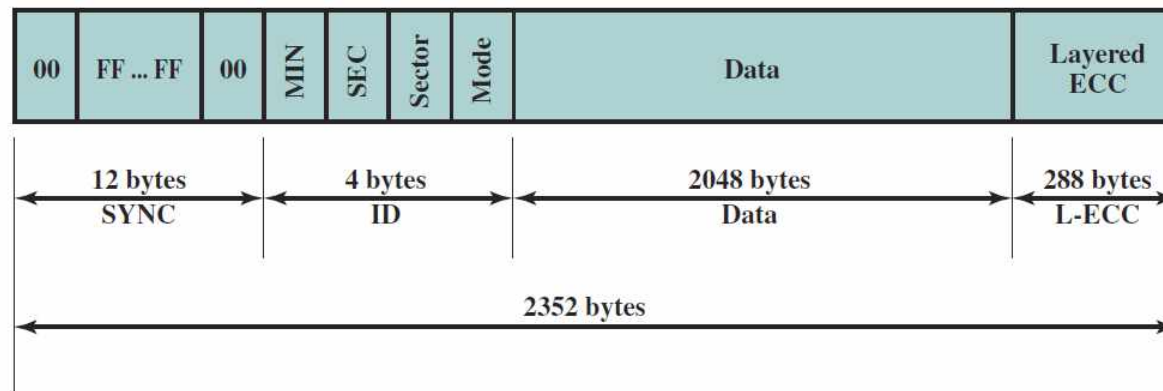 00 FF ... FF 00 MIN SEC Sector Mode Data Layered
ECC
12 bytes 4 bytes 2048 bytes 288 bytes
SYNC ID Data L-ECC
2352 bytes